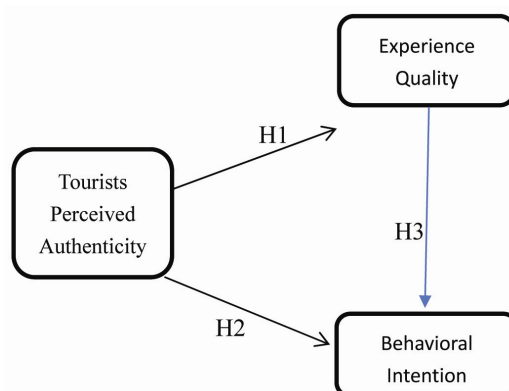 Experience
Quality
H1
Tourists
Perceived
Authenticity
H3
H2
Behavioral
Intention